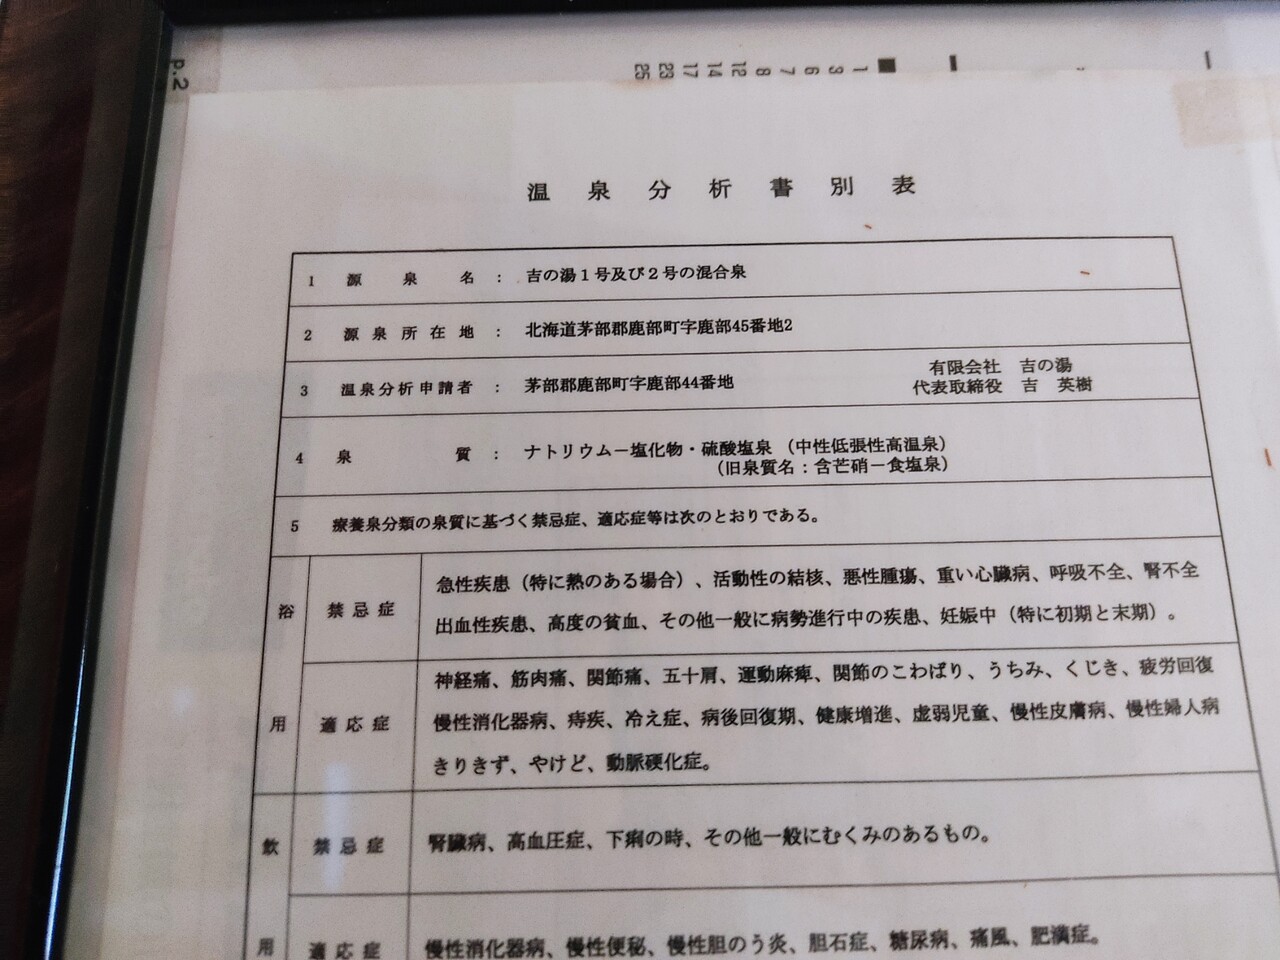 p.2
1 3 6 7 8 12 14 17 23 25
温泉分析書別表
1 源泉名 : 吉の湯1号及び2号の混合泉
2 源泉所在地 : 北海道茅部郡鹿部町字鹿部45番地2
3 温泉分析申請者 : 茅部郡鹿部町字鹿部44番地
有限会社 吉の湯
代表取締役 吉 英樹
4 泉質 : ナトリウム－塩化物・硫酸塩泉 （中性低張性高温泉）
（旧泉質名：含芒硝－食塩泉）
5 療養泉分類の泉質に基づく禁忌症、適応症等は次のとおりである。
浴用
禁忌症
急性疾患（特に熱のある場合）、活動性の結核、悪性腫瘍、重い心臓病、呼吸不全、腎不全
出血性疾患、高度の貧血、その他一般に病勢進行中の疾患、妊娠中（特に初期と末期）。
適応症
神経痛、筋肉痛、関節痛、五十肩、運動麻痺、関節のこわばり、うちみ、くじき、疲労回復
慢性消化器病、痔疾、冷え症、病後回復期、健康増進、虚弱児童、慢性皮膚病、慢性婦人病
きりきず、やけど、動脈硬化症。
飲用
禁忌症
腎臓病、高血圧症、下痢の時、その他一般にむくみのあるもの。
適応症
慢性消化器病、慢性便秘、慢性胆のう炎、胆石症、糖尿病、痛風、肥満症。